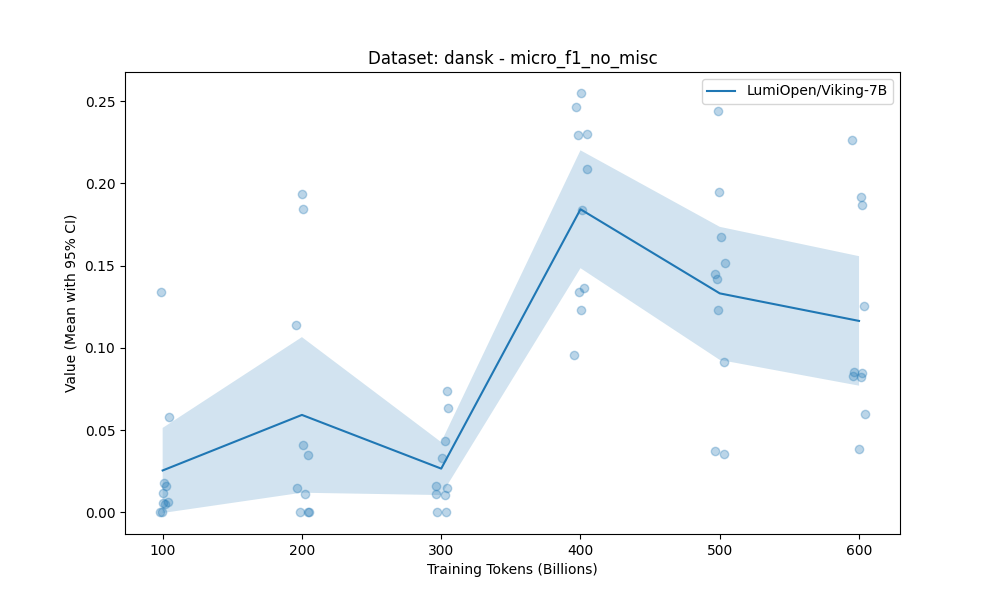 Dataset: dansk - micro_f1_no_misc
LumiOpen/Viking-7B
Value (Mean with 95% CI)
0.25
0.20
0.15
0.10
0.05
0.00
100 200 300 400 500 600
Training Tokens (Billions)